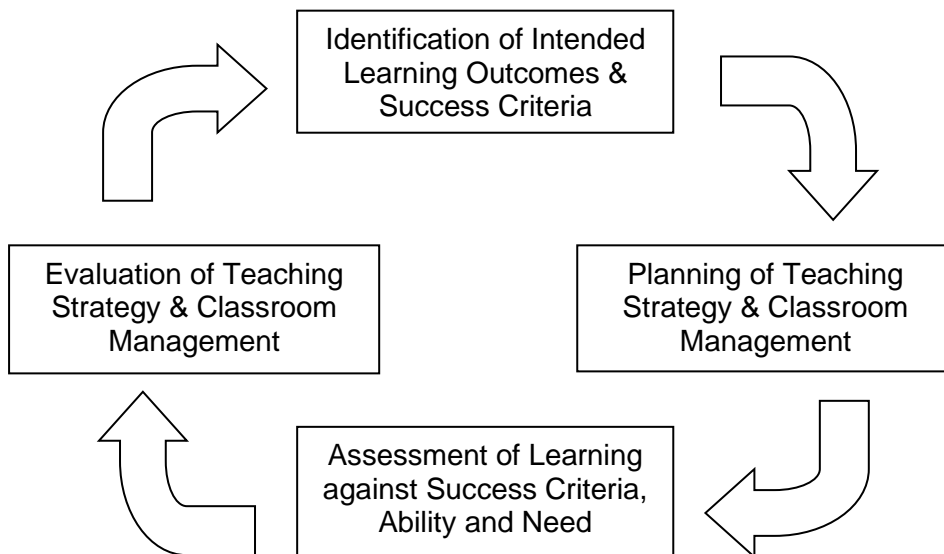 Identification of Intended
Learning Outcomes &
Success Criteria
Evaluation of Teaching
Strategy & Classroom
Management
Planning of Teaching
Strategy & Classroom
Management
Assessment of Learning
against Success Criteria,
Ability and Need